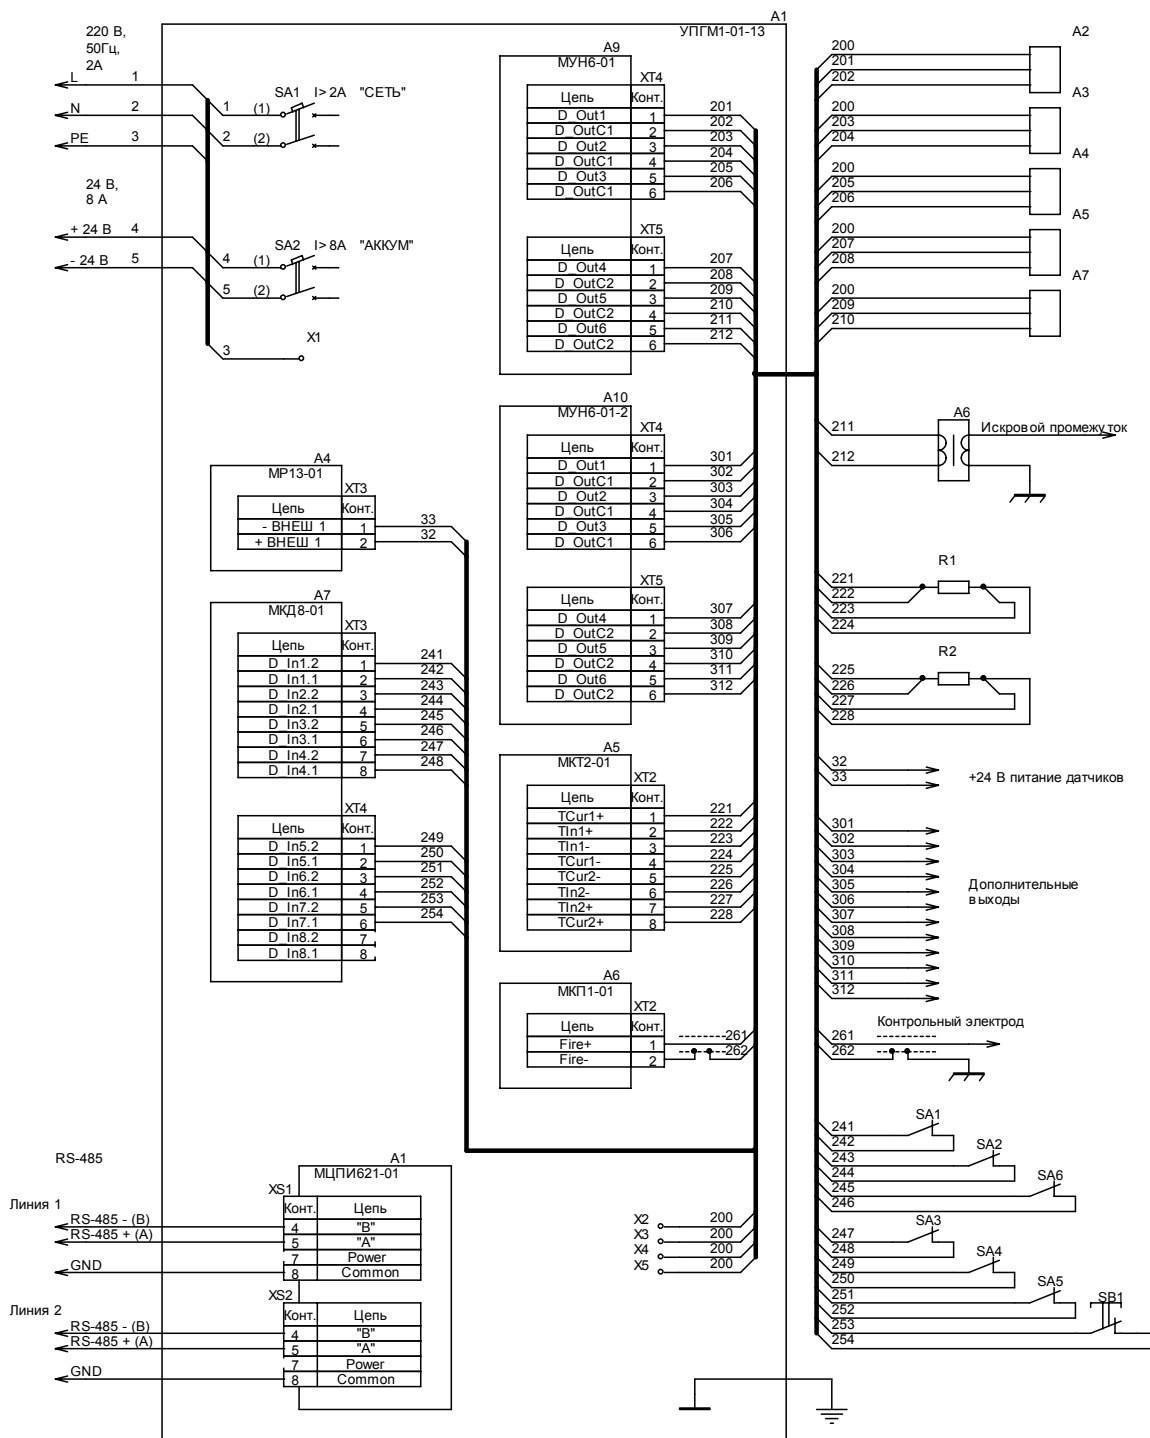 A1
УПГМ1-01-13
220 В,
50Гц,
2А
L 1
N 2
PE 3
24 В,
8 А
+ 24 В 4
- 24 В 5
1 (1) SA1 I> 2А "СЕТЬ"
2 (2)
4 (1) SA2 I> 8А "АККУМ"
5 (2)
3 X1
A9
МУН6-01
XT4
Цепь Конт.
D_Out1 1 201
D_OutC1 2 202
D_Out2 3 203
D_OutC1 4 204
D_Out3 5 205
D_OutC1 6 206
XT5
Цепь Конт.
D_Out4 1 207
D_OutC2 2 208
D_Out5 3 209
D_OutC2 4 210
D_Out6 5 211
D_OutC2 6 212
A10
МУН6-01-2
XT4
Цепь Конт.
D_Out1 1 301
D_OutC1 2 302
D_Out2 3 303
D_OutC1 4 304
D_Out3 5 305
D_OutC1 6 306
XT5
Цепь Конт.
D_Out4 1 307
D_OutC2 2 308
D_Out5 3 309
D_OutC2 4 310
D_Out6 5 311
D_OutC2 6 312
A4
МР13-01
XT3
Цепь Конт.
- ВНЕШ 1 1 33
+ ВНЕШ 1 2 32
A7
МКД8-01
XT3
Цепь Конт.
D_In1.2 1 241
D_In1.1 2 242
D_In2.2 3 243
D_In2.1 4 244
D_In3.2 5 245
D_In3.1 6 246
D_In4.2 7 247
D_In4.1 8 248
XT4
Цепь Конт.
D_In5.2 1 249
D_In5.1 2 250
D_In6.2 3 251
D_In6.1 4 252
D_In7.2 5 253
D_In7.1 6 254
D_In8.2 7
D_In8.1 8
A5
МКТ2-01
XT2
Цепь Конт.
TCur1+ 1 221
TIn1+ 2 222
TIn1- 3 223
TCur1- 4 224
TCur2- 5 225
TIn2- 6 226
TIn2+ 7 227
TCur2+ 8 228
A6
МКП1-01
XT2
Цепь Конт.
Fire+ 1 261
Fire- 2 262
RS-485
A1
МЦПИ621-01
Линия 1
XS1
Конт. Цепь
RS-485 - (B) 4 "B"
RS-485 + (A) 5 "A"
7 Power
GND 8 Common
Линия 2
XS2
Конт. Цепь
RS-485 - (B) 4 "B"
RS-485 + (A) 5 "A"
7 Power
GND 8 Common
X2 200
X3 200
X4 200
X5 200
A2
200
201
202
A3
200
203
204
A4
200
205
206
A5
200
207
208
A7
200
209
210
A6
211 Искровой промежуток
212
R1
221
222
223
224
R2
225
226
227
228
32
33
+24 В питание датчиков
301
302
303
304
305
306
307
308
309
310
311
312
Дополнительные
выходы
Контрольный электрод
261
262
SA1
241
242
SA2
243
244
SA6
245
246
SA3
247
248
SA4
249
250
SA5
251
252
SB1
253
254